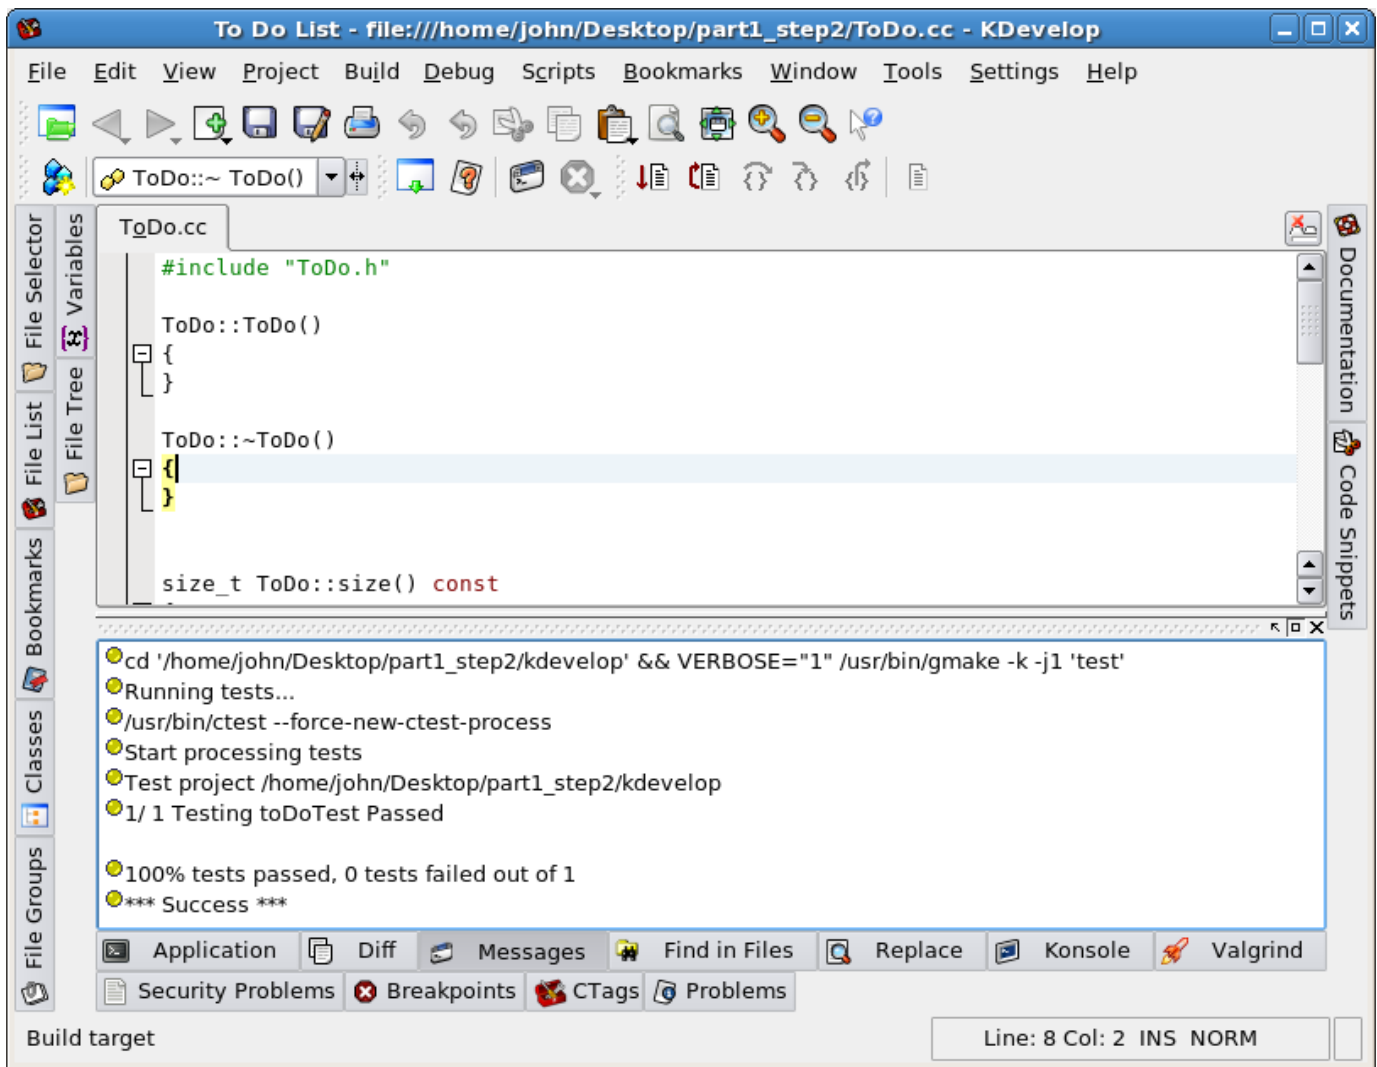 To Do List - file:///home/john/Desktop/part1_step2/ToDo.cc - KDevelop
File Edit View Project Build Debug Scripts Bookmarks Window Tools Settings Help
ToDo::~ ToDo()
File Selector
File List
Bookmarks
Classes
File Groups
{x} Variables
File Tree
ToDo.cc
#include "ToDo.h"
ToDo::ToDo()
{
}
ToDo::~ToDo()
{
}
size_t ToDo::size() const
Documentation
Code Snippets
cd '/home/john/Desktop/part1_step2/kdevelop' && VERBOSE="1" /usr/bin/gmake -k -j1 'test'
Running tests...
/usr/bin/ctest --force-new-ctest-process
Start processing tests
Test project /home/john/Desktop/part1_step2/kdevelop
1/ 1 Testing toDoTest Passed
100% tests passed, 0 tests failed out of 1
*** Success ***
Application Diff Messages Find in Files Replace Konsole Valgrind
Security Problems Breakpoints CTags Problems
Build target
Line: 8 Col: 2 INS NORM